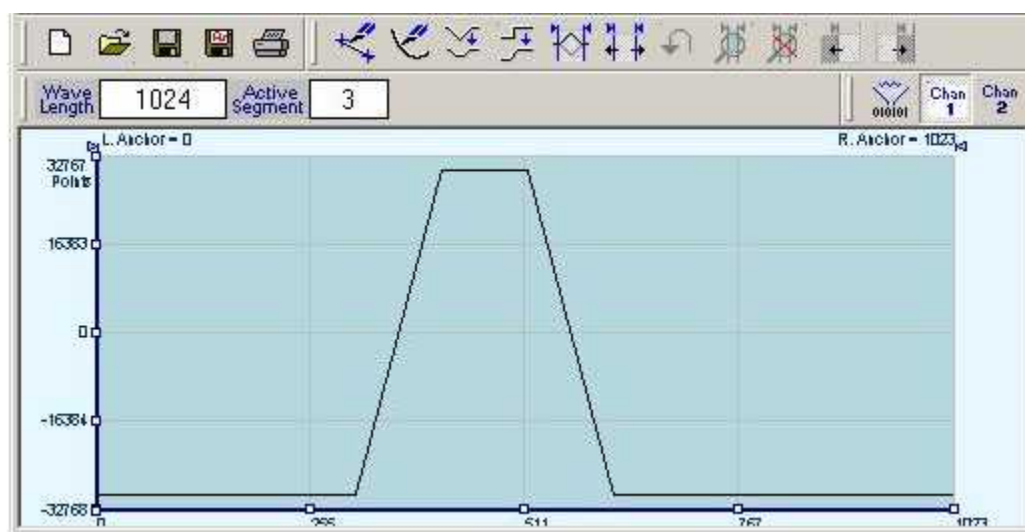 Wave Length 1024 Active Segment 3
010101 Chan 1 Chan 2
L. Anchor = 0 R. Anchor = 1023
32767
Points
16383
0
-16384
-32768
0 255 511 767 1023